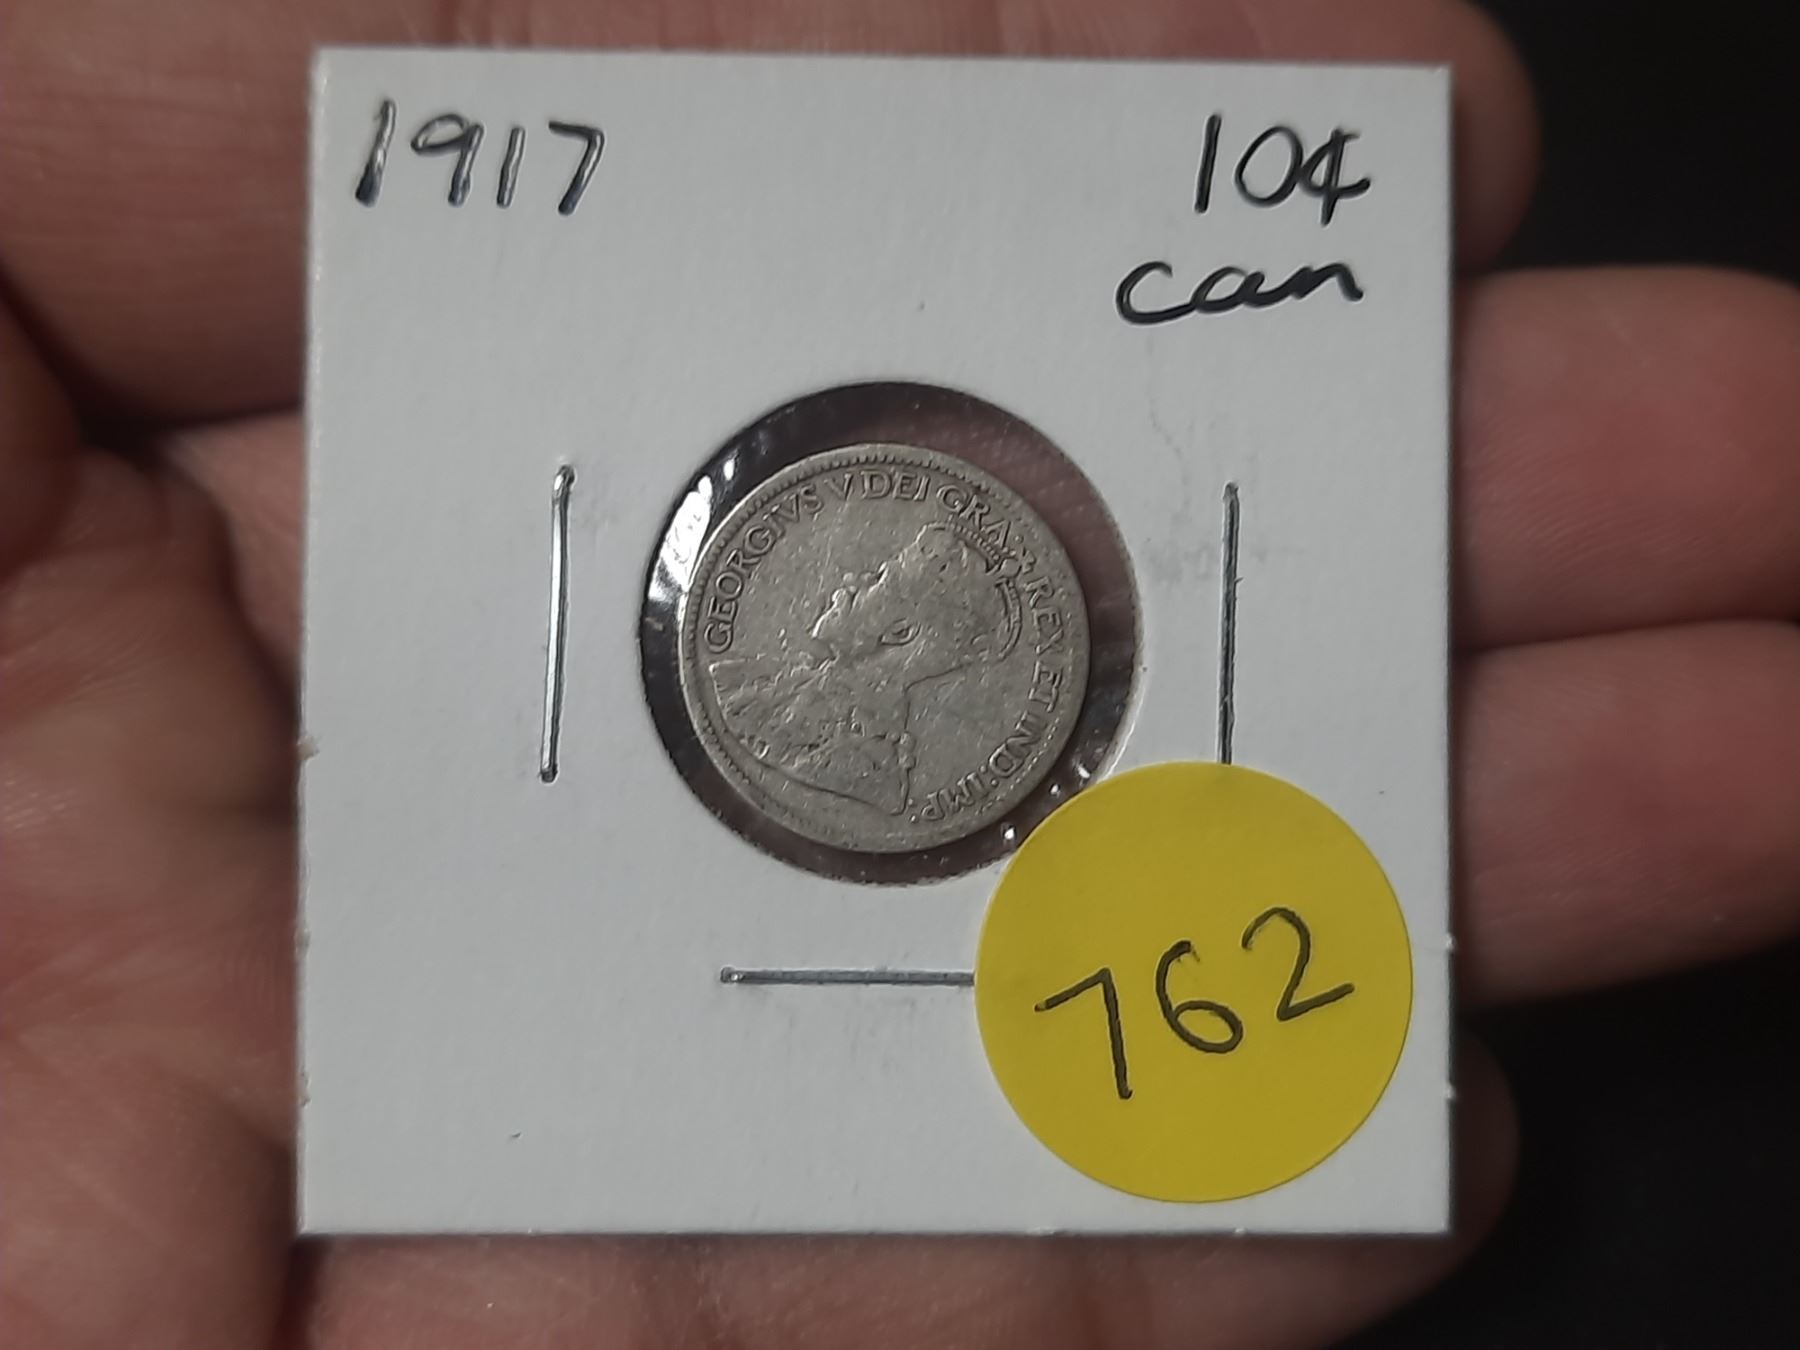 1917
10¢
can
GEORGIVS V DEI GRA: REX ET IND: IMP:
762